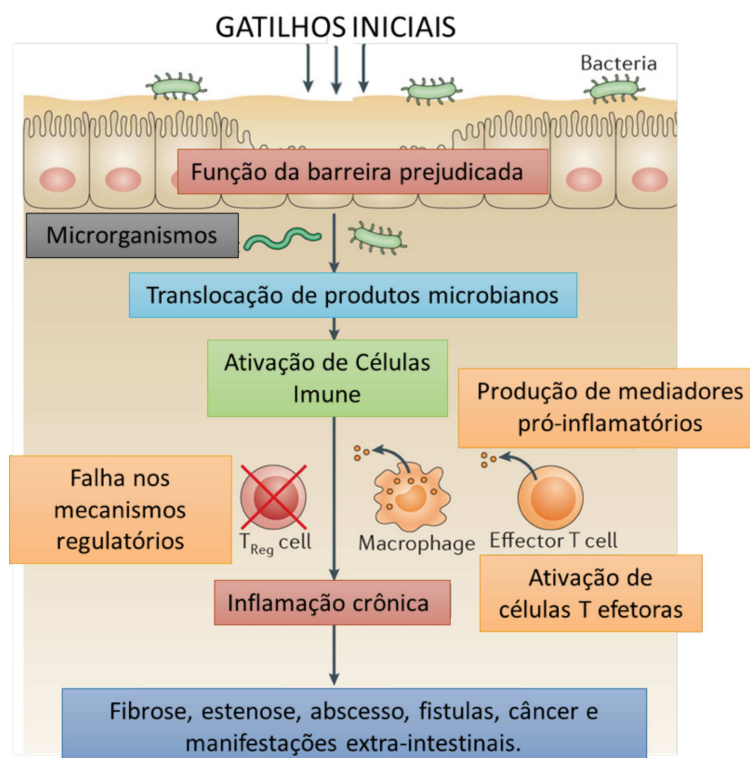 GATILHOS INICIAIS
Bacteria
Função da barreira prejudicada
Microrganismos
Translocação de produtos microbianos
Ativação de Células
Imune
Produção de mediadores
pró-inflamatórios
Falha nos
mecanismos
regulatórios
TReg cell
Macrophage
Effector T cell
Ativação de
células T efetoras
Inflamação crônica
Fibrose, estenose, abscesso, fistulas, câncer e
manifestações extra-intestinais.